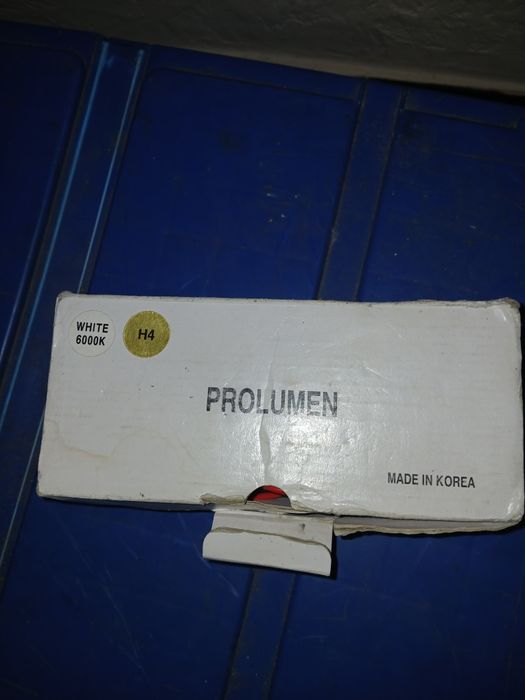 WHITE
6000K
H4
PROLUMEN
MADE IN KOREA